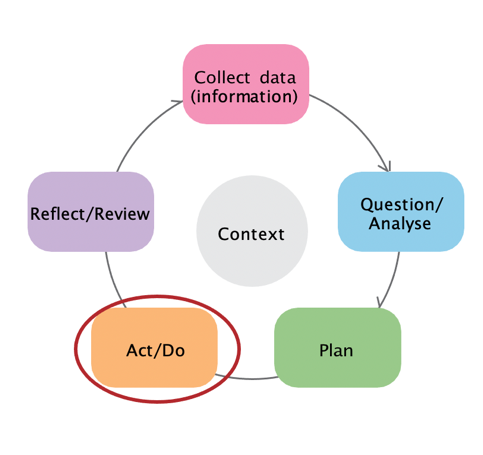 Collect data
(information)
Question/
Analyse
Plan
Act/Do
Reflect/Review
Context